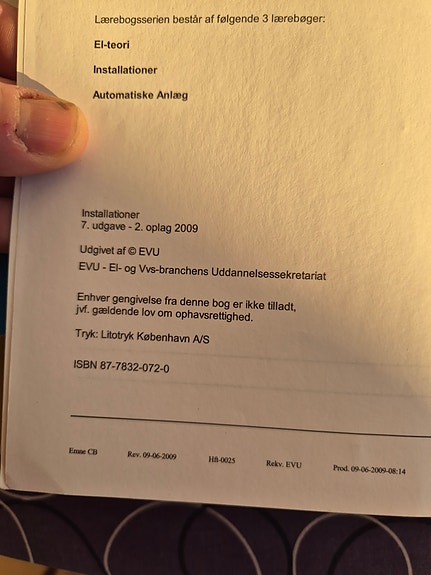 Lærebogsserien består af følgende 3 lærebøger:
El-teori
Installationer
Automatiske Anlæg
Installationer
7. udgave - 2. oplag 2009
Udgivet af © EVU
EVU - El- og Vvs-branchens Uddannelsessekretariat
Enhver gengivelse fra denne bog er ikke tilladt,
jvf. gældende lov om ophavsrettighed.
Tryk: Litotryk København A/S
ISBN 87-7832-072-0
Emne CB Rev. 09-06-2009 Hft-0025 Rekv. EVU Prod. 09-06-2009-08:14